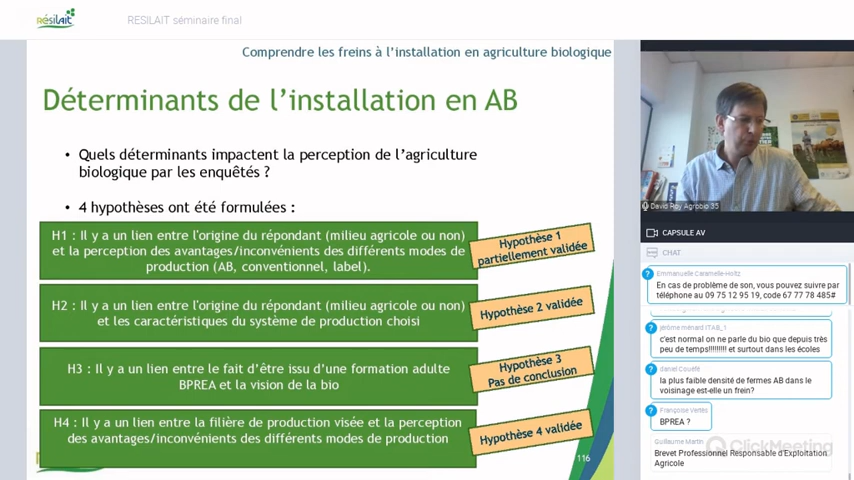 Résilait
RESILAIT séminaire final
Comprendre les freins à l'installation en agriculture biologique
Déterminants de l'installation en AB
• Quels déterminants impactent la perception de l'agriculture
biologique par les enquêtés ?
• 4 hypothèses ont été formulées :
H1 : Il y a un lien entre l'origine du répondant (milieu agricole ou non)
et la perception des avantages/inconvénients des différents modes de
production (AB, conventionnel, label).
Hypothèse 1
partiellement validée
H2 : Il y a un lien entre l'origine du répondant (milieu agricole ou non)
et les caractéristiques du système de production choisi
Hypothèse 2 validée
H3 : Il y a un lien entre le fait d'être issu d'une formation adulte
BPREA et la vision de la bio
Hypothèse 3
Pas de conclusion
H4 : Il y a un lien entre la filière de production visée et la perception
des avantages/inconvénients des différents modes de production
Hypothèse 4 validée
116
David Roy Agrobio 35
CAPSULE AV
CHAT
Emmanuelle Caramelle-Holtz
En cas de problème de son, vous pouvez suivre par
téléphone au 09 75 12 95 19, code 67 77 78 485#
jérôme ménard ITAB_1
c'est normal on ne parle du bio que depuis très
peu de temps!!!!!!!!! et surtout dans les écoles
daniel Couëfé
la plus faible densité de fermes AB dans le
voisinage est-elle un frein?
Françoise Vertès
BPREA ?
Guillaume Martin
Brevet Professionnel Responsable d'Exploitation
Agricole
ClickMeeting